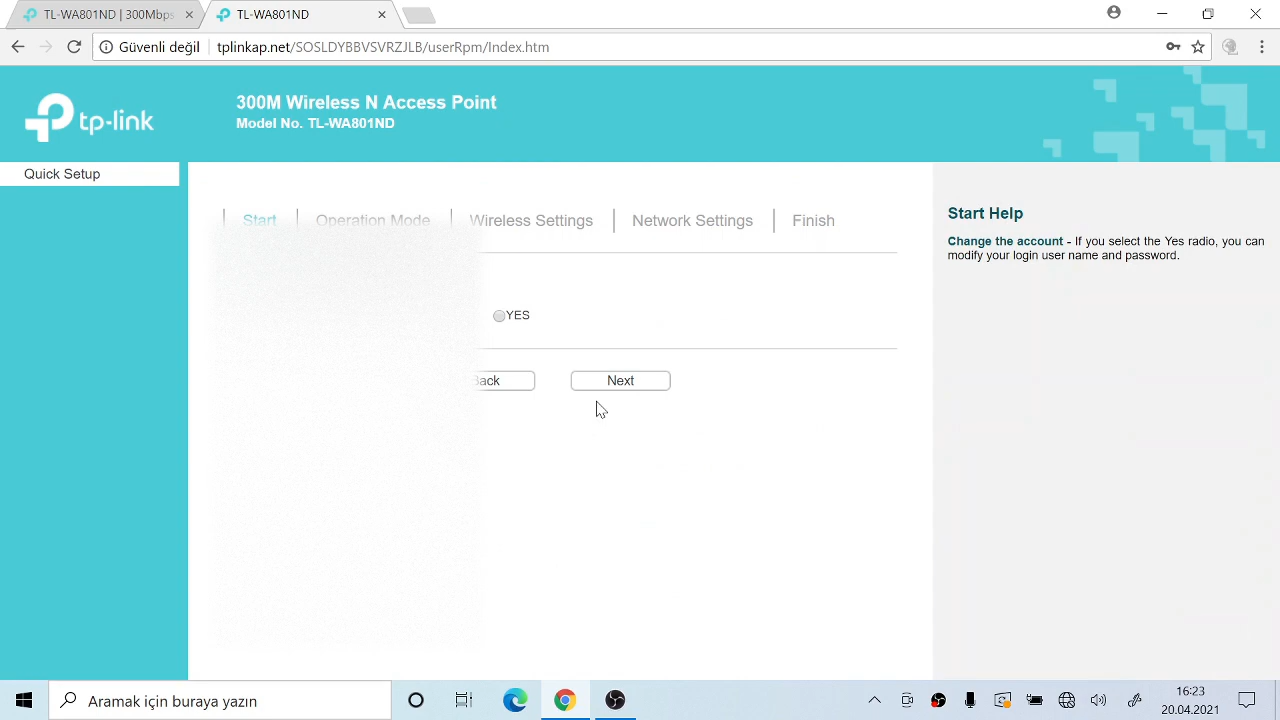 TL-WA801ND | 300Mbps
TL-WA801ND
Güvenli değil
tplinkap.net/SOSLDYBBVSVRZJLB/userRpm/Index.htm
tp-link
300M Wireless N Access Point
Model No. TL-WA801ND
Quick Setup
Start
Operation Mode
Wireless Settings
Network Settings
Finish
YES
Back
Next
Start Help
Change the account - If you select the Yes radio, you can
modify your login user name and password.
Aramak için buraya yazın
16:23
20.04.2021